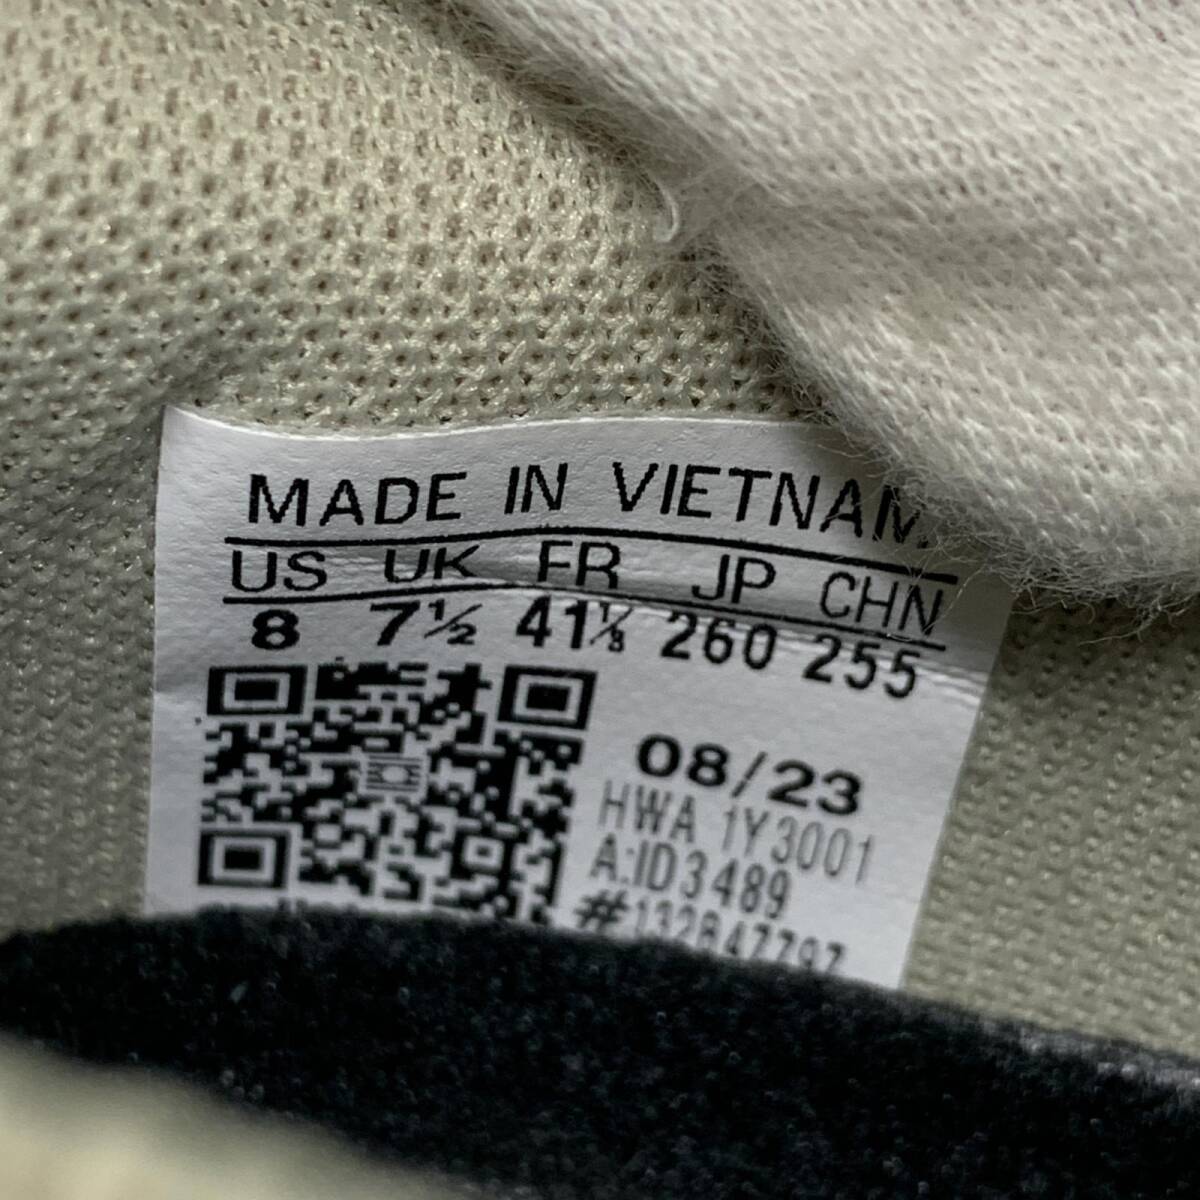 MADE IN VIETNAM.
US UK FR JP CHN
8 7½ 41⅓ 260 255
08/23
HWA 1Y3001
A:ID3489
#132847797